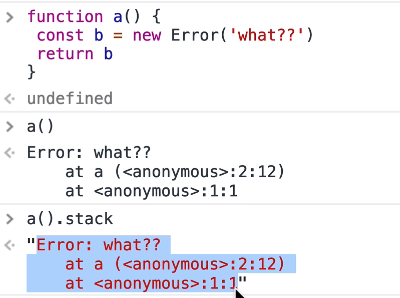 > function a() {
const b = new Error('what??')
return b
}
<· undefined
> a()
<· Error: what??
at a (<anonymous>:2:12)
at <anonymous>:1:1
> a().stack
<· "Error: what??
at a (<anonymous>:2:12)
at <anonymous>:1:1"